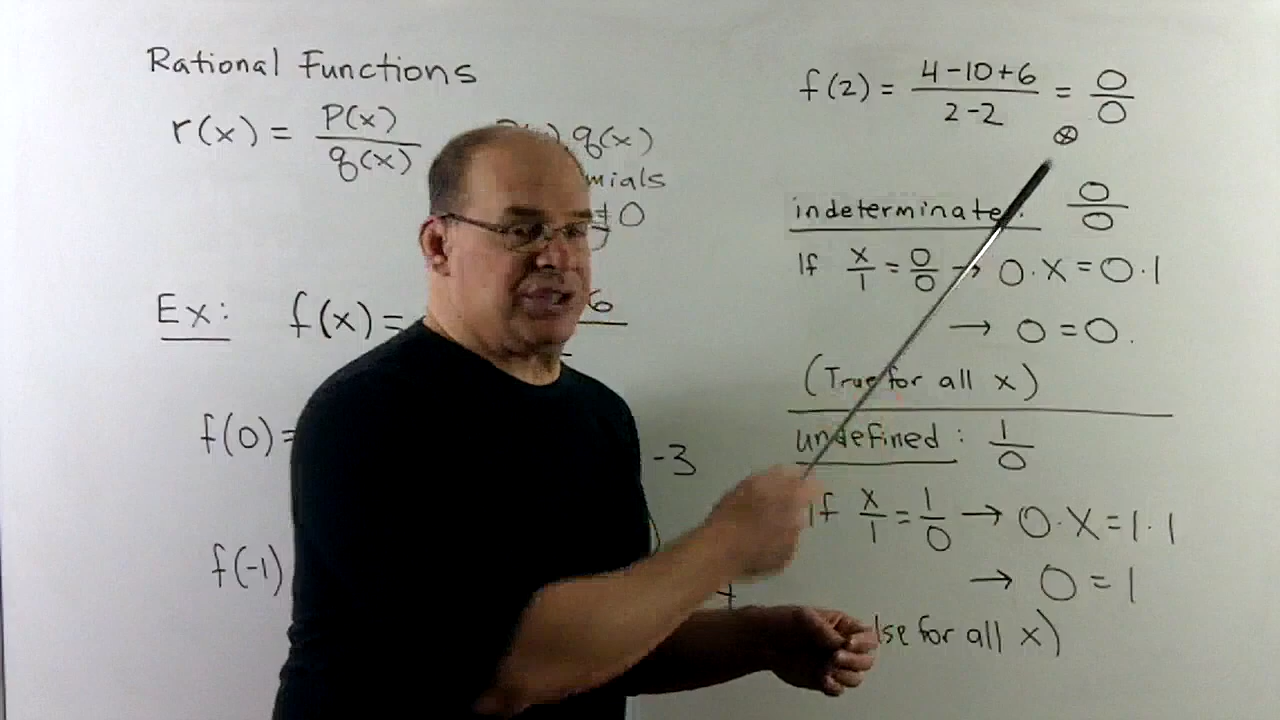 Rational Functions
r(x) = P(x)/q(x)
q(x)
≠ 0
Ex: f(x) = 6
f(0) = -3
f(-1)
f(2) = (4-10+6)/(2-2) = 0/0
⊗
indeterminate: 0/0
If x/1 = 0/0 → 0·x = 0·1
→ 0 = 0.
(True for all x)
undefined: 1/0
If x/1 = 1/0 → 0·x = 1·1
→ 0 = 1
for all x)